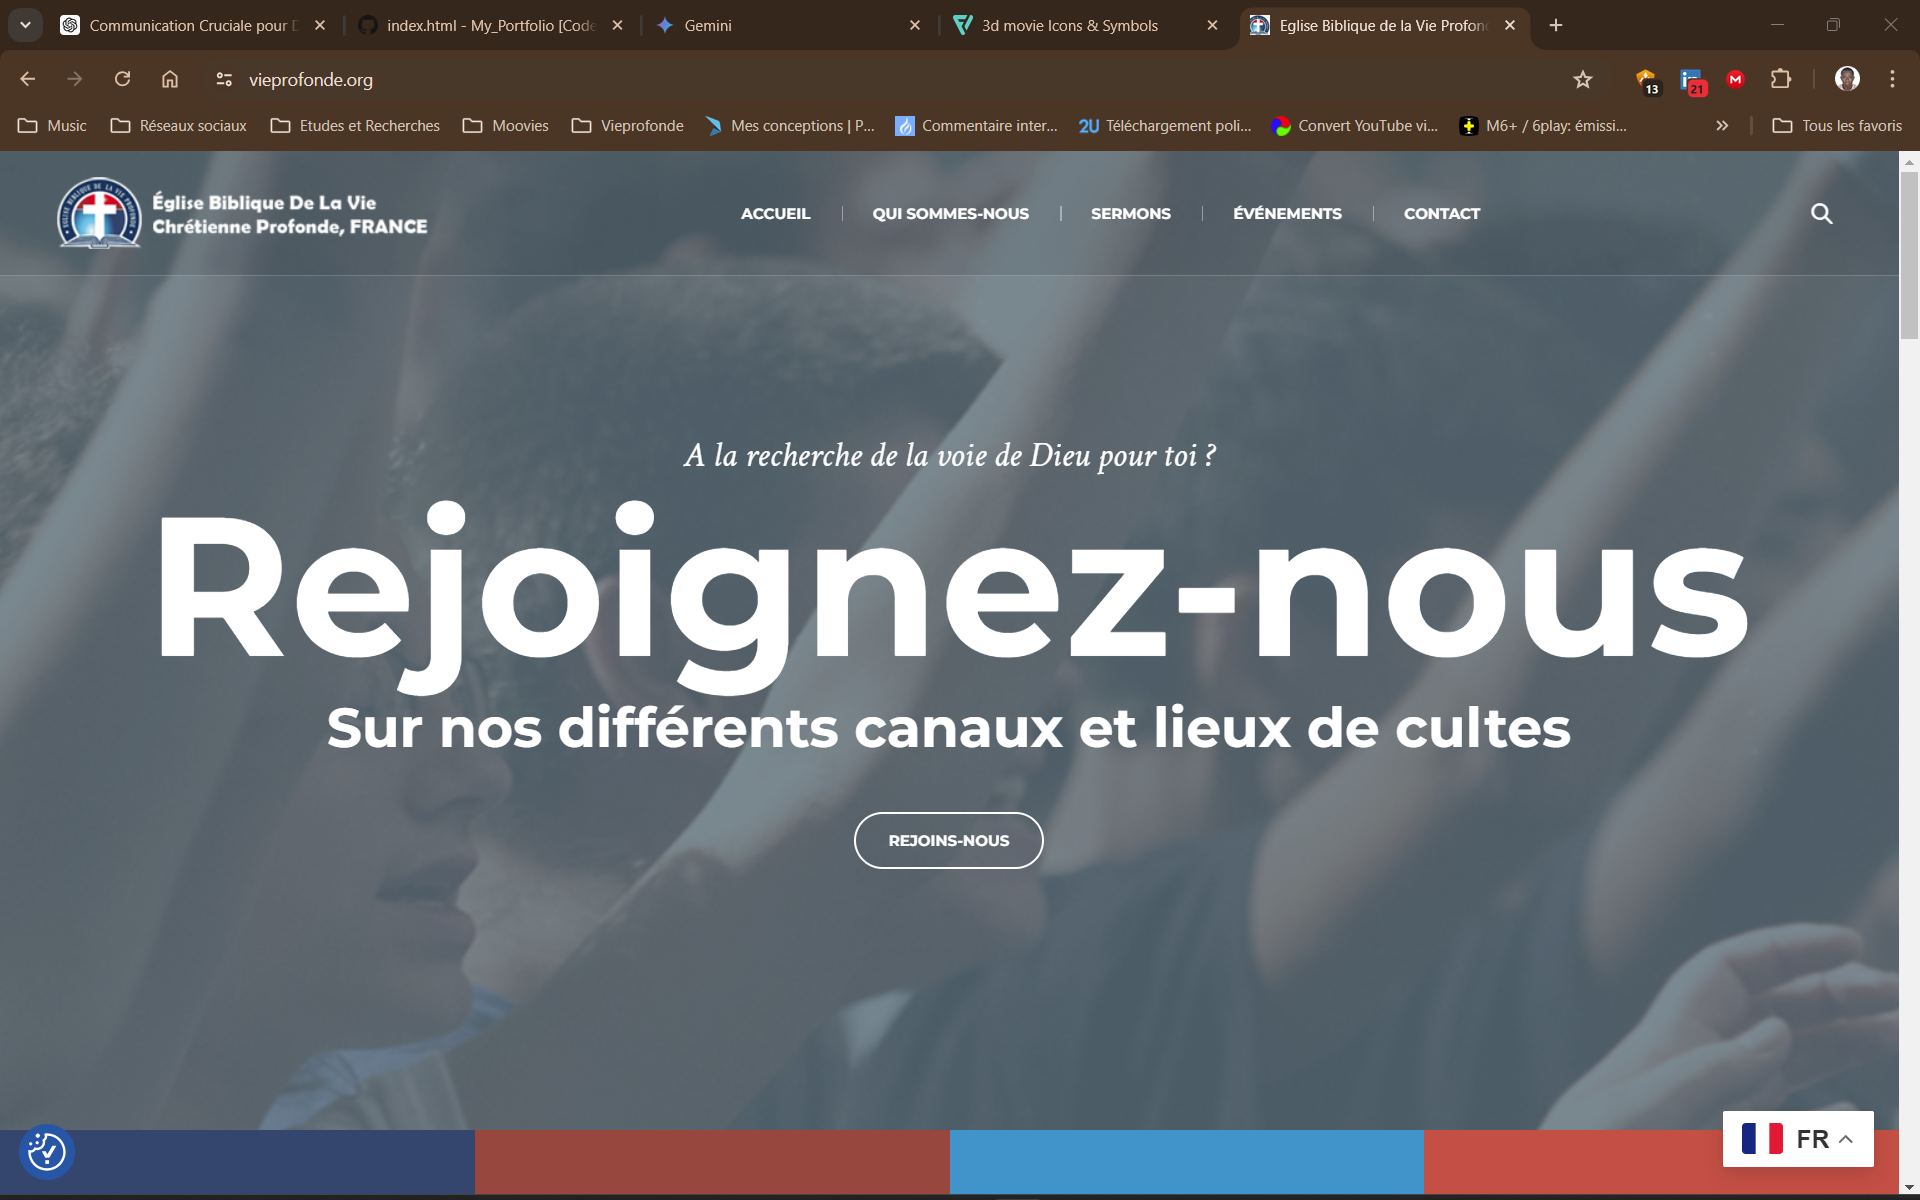 Communication Cruciale pour D
index.html - My_Portfolio [Code
Gemini
3d movie Icons & Symbols
Eglise Biblique de la Vie Profon
vieprofonde.org
13
21
Music
Réseaux sociaux
Etudes et Recherches
Moovies
Vieprofonde
Mes conceptions | P...
Commentaire inter...
2U Téléchargement poli...
Convert YouTube vi...
M6+ / 6play: émissi...
Tous les favoris
Église Biblique De La Vie
Chrétienne Profonde, FRANCE
ACCUEIL
QUI SOMMES-NOUS
SERMONS
ÉVÉNEMENTS
CONTACT
A la recherche de la voie de Dieu pour toi ?
Rejoignez-nous
Sur nos différents canaux et lieux de cultes
REJOINS-NOUS
FR